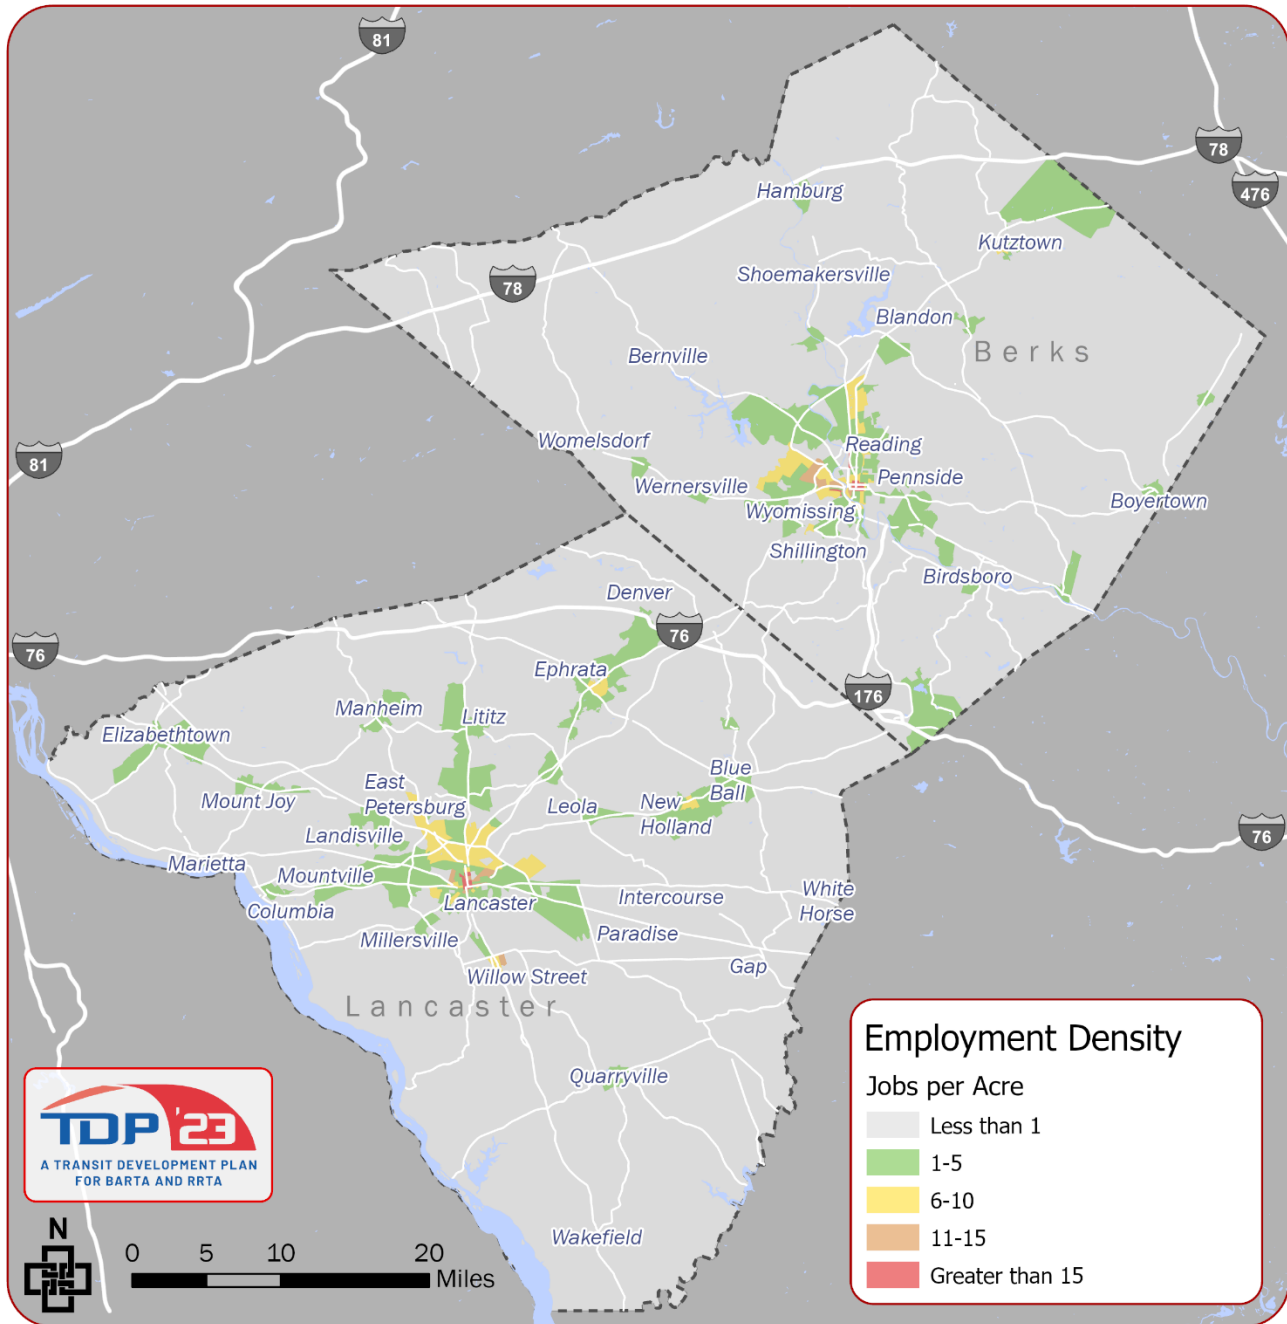 81
78
476
Hamburg
Kutztown
Shoemakersville
78
Blandon
Berks
Bernville
81
Womelsdorf
Reading
Wernersville
Pennside
Boyertown
Wyomissing
Shillington
Birdsboro
Denver
76
76
Ephrata
176
Manheim
Lititz
Elizabethtown
Blue
Ball
East
Petersburg
Mount Joy
Leola
New
Holland
Landisville
76
Marietta
Mountville
Intercourse
White
Horse
Columbia
Lancaster
Millersville
Paradise
Gap
Willow Street
Lancaster
Quarryville
Wakefield
Employment Density
Jobs per Acre
Less than 1
1-5
6-10
11-15
Greater than 15
TDP '23
A TRANSIT DEVELOPMENT PLAN
FOR BARTA AND RRTA
N
0 5 10 20
Miles